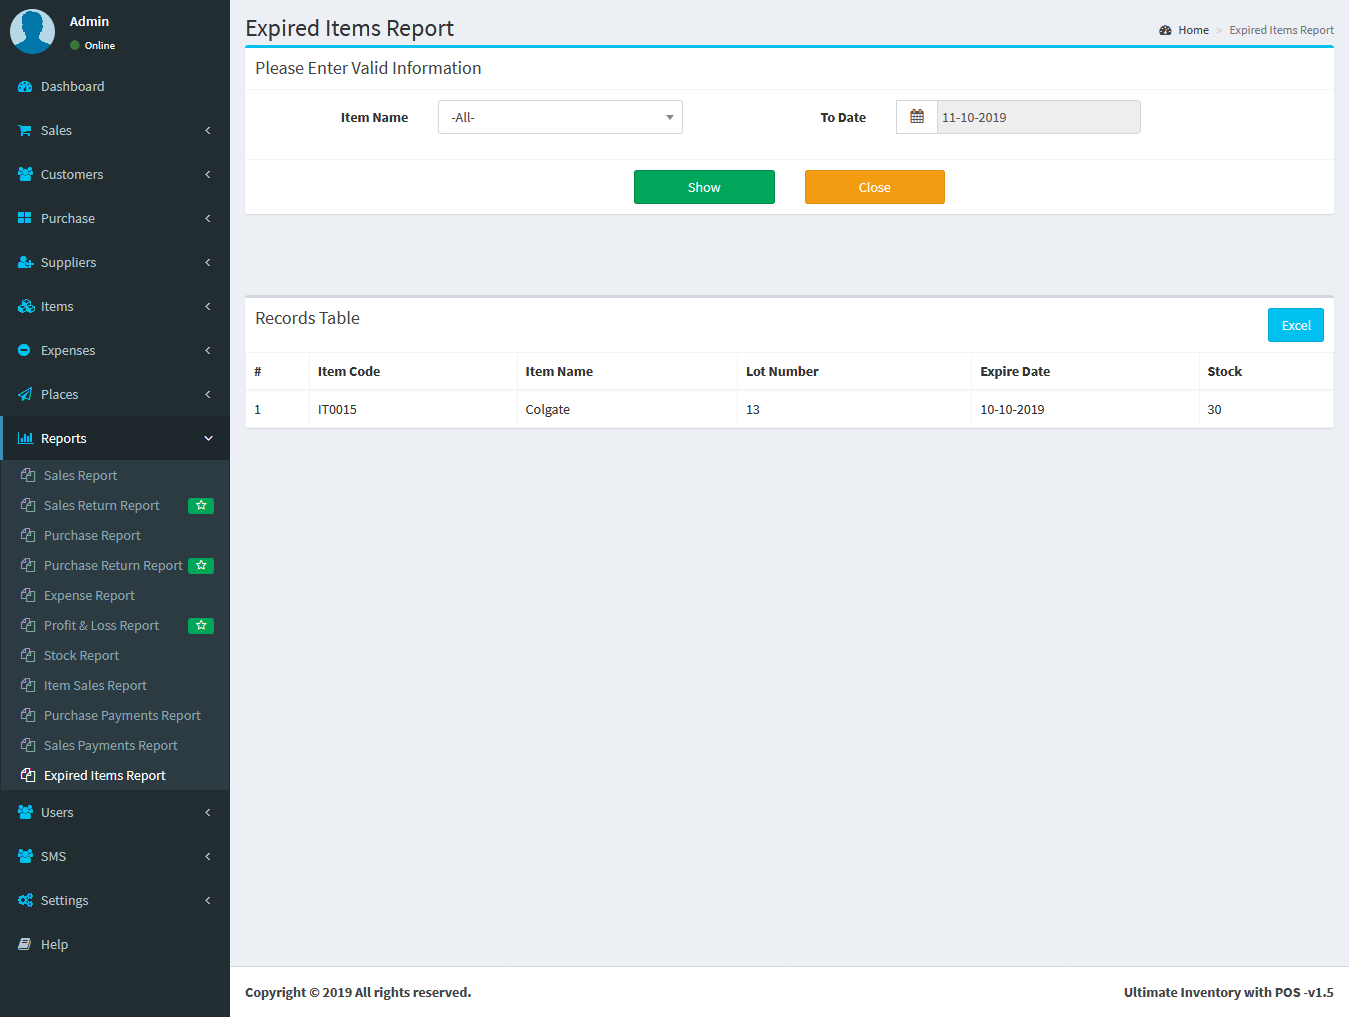 Admin
Online
Dashboard
Sales
Customers
Purchase
Suppliers
Items
Expenses
Places
Reports
Sales Report
Sales Return Report
Purchase Report
Purchase Return Report
Expense Report
Profit & Loss Report
Stock Report
Item Sales Report
Purchase Payments Report
Sales Payments Report
Expired Items Report
Users
SMS
Settings
Help
Expired Items Report
Home > Expired Items Report
Please Enter Valid Information
Item Name -All- To Date 11-10-2019
Show Close
Records Table
Excel
# Item Code Item Name Lot Number Expire Date Stock
1 IT0015 Colgate 13 10-10-2019 30
Copyright © 2019 All rights reserved. Ultimate Inventory with POS -v1.5